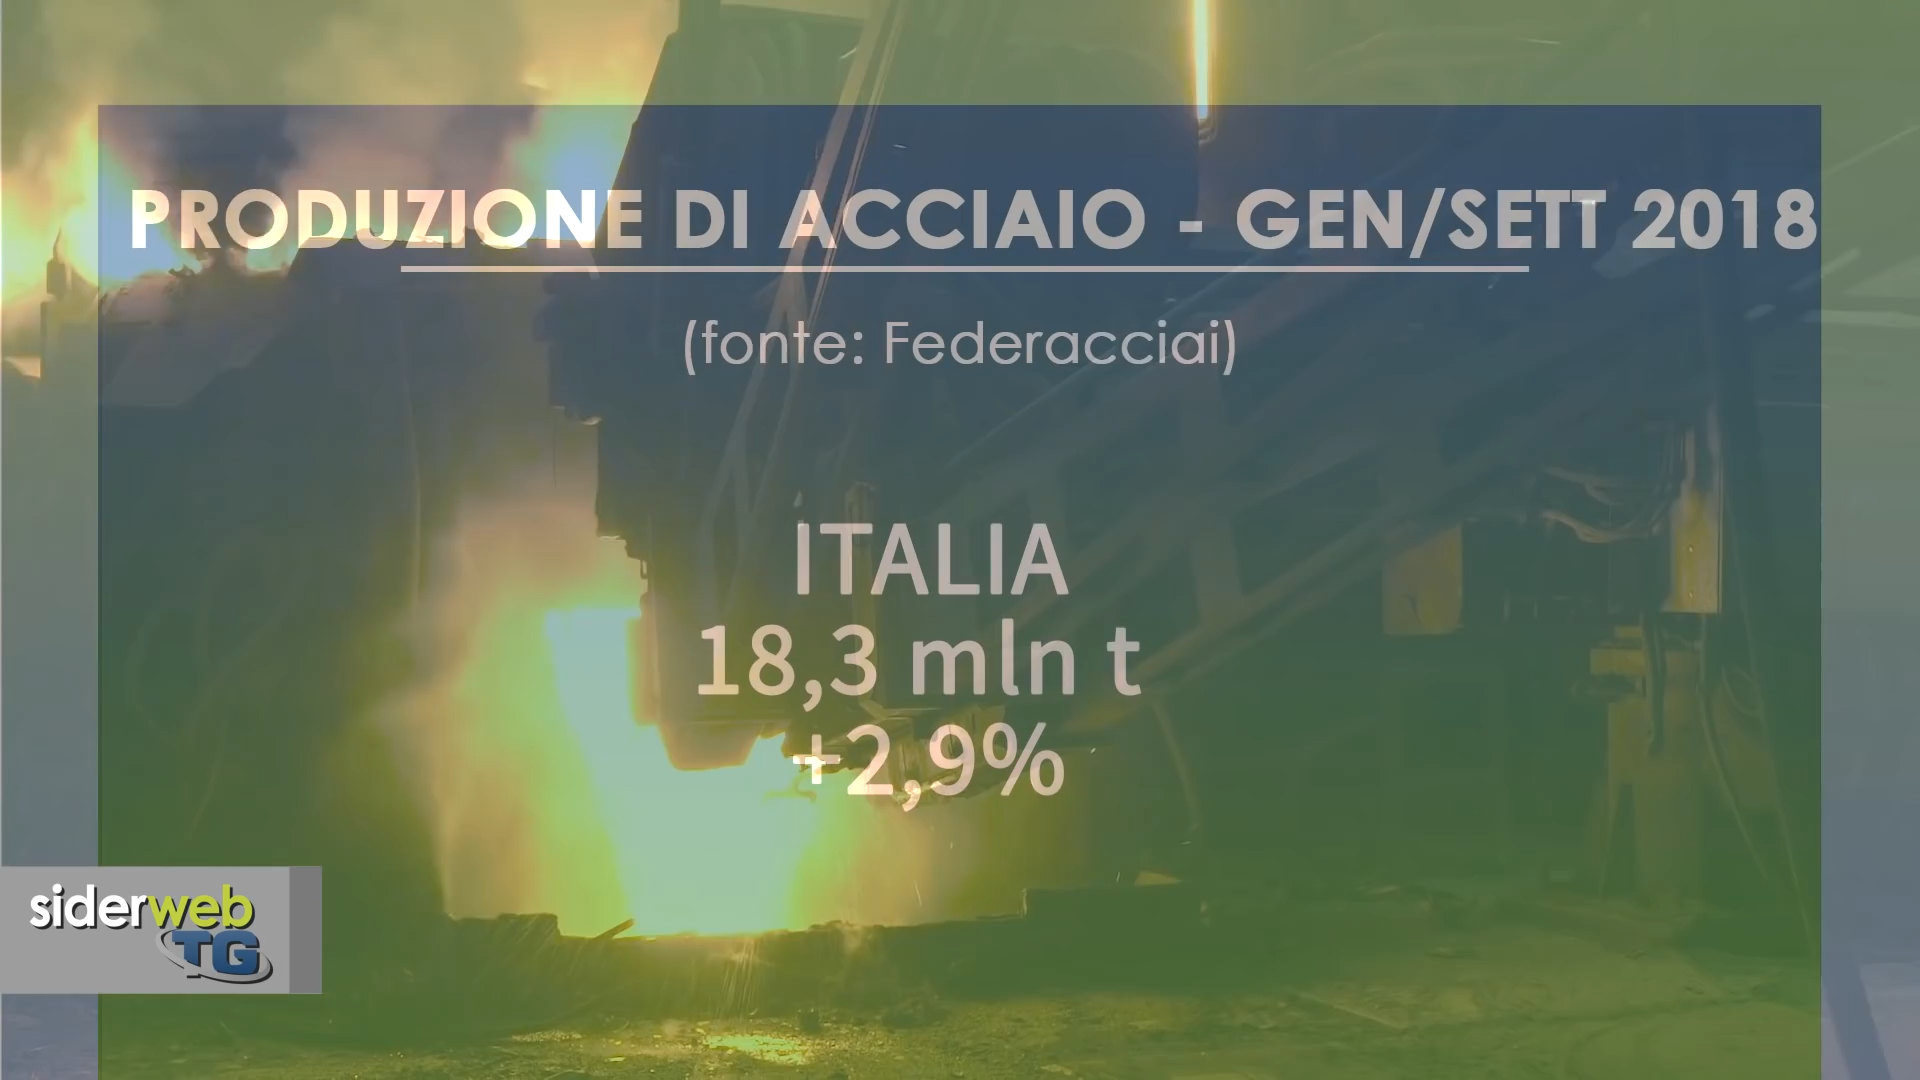 PRODUZIONE DI ACCIAIO - GEN/SETT 2018
(fonte: Federacciai)
ITALIA
18,3 mln t
+2,9%
siderweb
TG